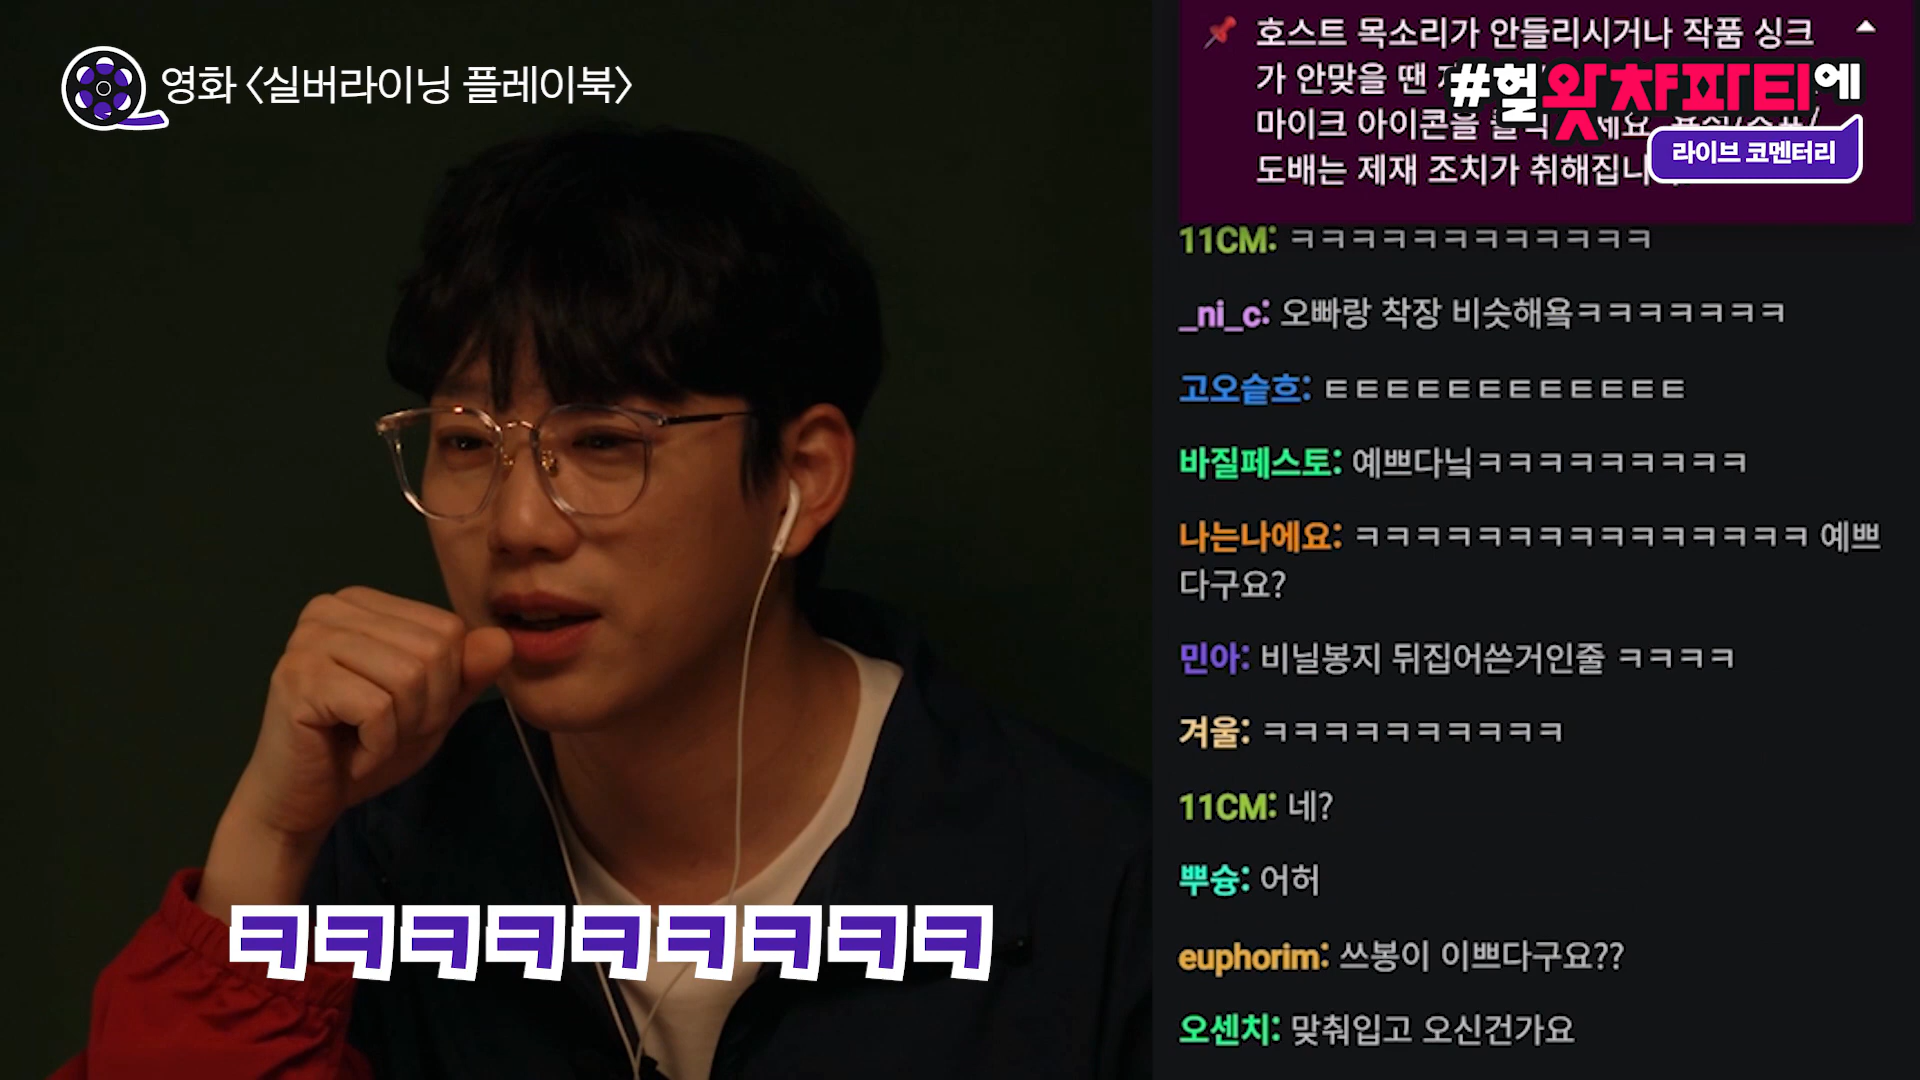 영화 <실버라이닝 플레이북>
호스트 목소리가 안들리시거나 작품 싱크
가 안맞을 땐
마이크 아이콘을
도배는 제재 조치가 취해집니
#헐왓챠파티에
라이브 코멘터리
11CM: ㅋㅋㅋㅋㅋㅋㅋㅋㅋㅋㅋㅋ
_ni_c: 오빠랑 착장 비슷해욬ㅋㅋㅋㅋㅋㅋㅋ
고오슽흐: ㅌㅌㅌㅌㅌㅌㅌㅌㅌㅌㅌㅌ
바질페스토: 예쁘다닠ㅋㅋㅋㅋㅋㅋㅋㅋㅋ
나는나에요: ㅋㅋㅋㅋㅋㅋㅋㅋㅋㅋㅋㅋㅋㅋㅋ 예쁘
다구요?
민아: 비닐봉지 뒤집어쓴거인줄 ㅋㅋㅋㅋ
겨울: ㅋㅋㅋㅋㅋㅋㅋㅋㅋㅋ
11CM: 네?
뿌슝: 어허
euphorim: 쓰봉이 이쁘다구요??
오센치: 맞춰입고 오신건가요
ㅋㅋㅋㅋㅋㅋㅋㅋㅋ